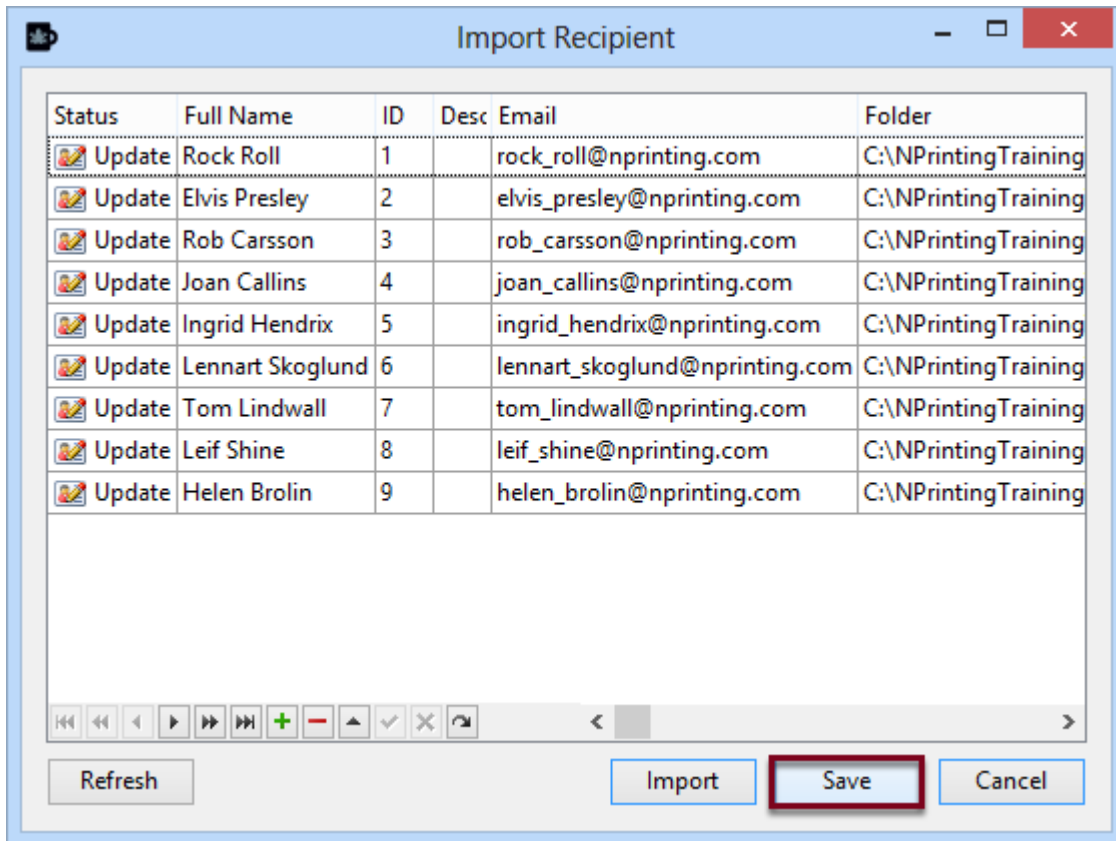 Import Recipient
Status Full Name ID Desc Email Folder
Update Rock Roll 1 rock_roll@nprinting.com C:\NPrintingTraining
Update Elvis Presley 2 elvis_presley@nprinting.com C:\NPrintingTraining
Update Rob Carsson 3 rob_carsson@nprinting.com C:\NPrintingTraining
Update Joan Callins 4 joan_callins@nprinting.com C:\NPrintingTraining
Update Ingrid Hendrix 5 ingrid_hendrix@nprinting.com C:\NPrintingTraining
Update Lennart Skoglund 6 lennart_skoglund@nprinting.com C:\NPrintingTraining
Update Tom Lindwall 7 tom_lindwall@nprinting.com C:\NPrintingTraining
Update Leif Shine 8 leif_shine@nprinting.com C:\NPrintingTraining
Update Helen Brolin 9 helen_brolin@nprinting.com C:\NPrintingTraining
Refresh Import Save Cancel